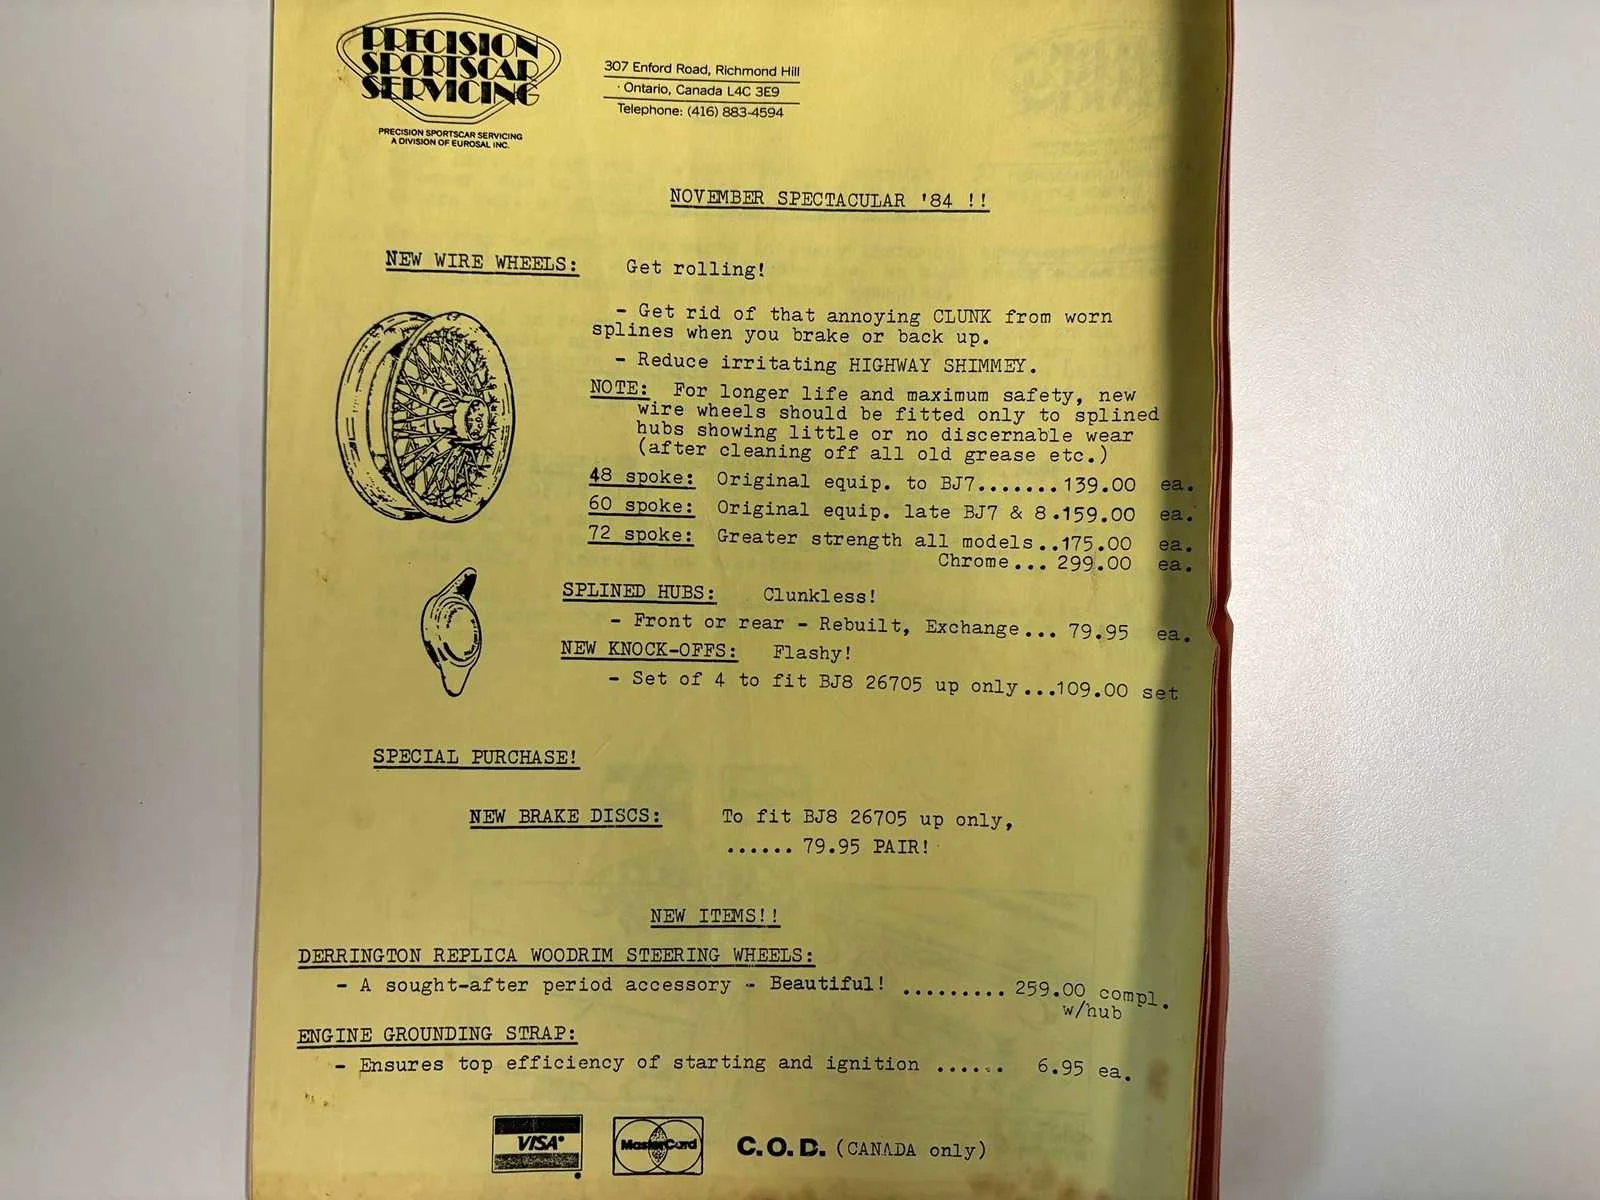 PRECISION
SPORTSCAR
SERVICING
PRECISION SPORTSCAR SERVICING
A DIVISION OF EUROSAL INC.
307 Enford Road, Richmond Hill
Ontario, Canada L4C 3E9
Telephone: (416) 883-4594
NOVEMBER SPECTACULAR '84 !!
NEW WIRE WHEELS: Get rolling!
- Get rid of that annoying CLUNK from worn
splines when you brake or back up.
- Reduce irritating HIGHWAY SHIMMEY.
NOTE: For longer life and maximum safety, new
wire wheels should be fitted only to splined
hubs showing little or no discernable wear
(after cleaning off all old grease etc.)
48 spoke: Original equip. to BJ7.......139.00 ea.
60 spoke: Original equip. late BJ7 & 8.159.00 ea.
72 spoke: Greater strength all models..175.00 ea.
Chrome... 299.00 ea.
SPLINED HUBS: Clunkless!
- Front or rear - Rebuilt, Exchange... 79.95 ea.
NEW KNOCK-OFFS: Flashy!
- Set of 4 to fit BJ8 26705 up only...109.00 set
SPECIAL PURCHASE!
NEW BRAKE DISCS: To fit BJ8 26705 up only,
...... 79.95 PAIR!
NEW ITEMS!!
DERRINGTON REPLICA WOODRIM STEERING WHEELS:
- A sought-after period accessory - Beautiful! ......... 259.00 compl.
w/hub
ENGINE GROUNDING STRAP:
- Ensures top efficiency of starting and ignition ...... 6.95 ea.
VISA MasterCard C.O.D. (CANADA only)